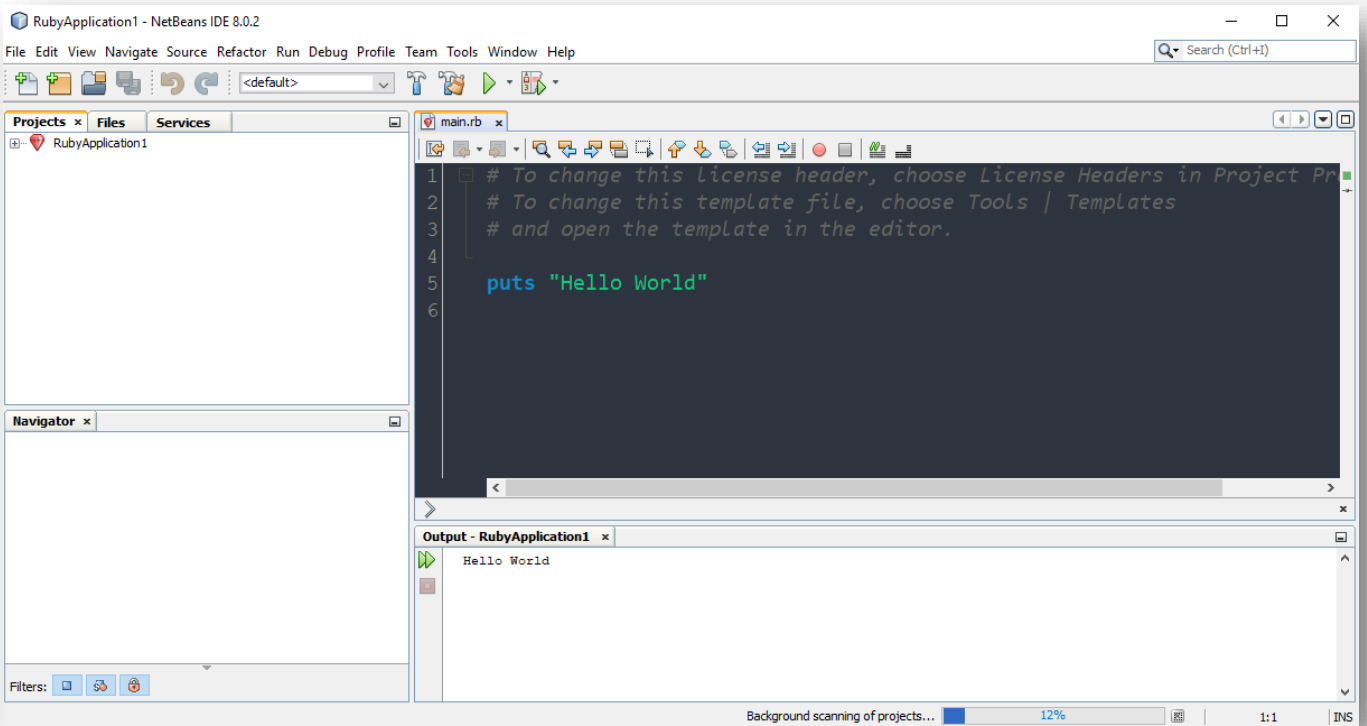 RubyApplication1 - NetBeans IDE 8.0.2
File Edit View Navigate Source Refactor Run Debug Profile Team Tools Window Help
Search (Ctrl+I)
<default>
Projects Files Services
RubyApplication1
main.rb
1 # To change this license header, choose License Headers in Project Pr
2 # To change this template file, choose Tools | Templates
3 # and open the template in the editor.
4
5 puts "Hello World"
6
Navigator
Output - RubyApplication1
Hello World
Filters:
Background scanning of projects... 12% 1:1 INS